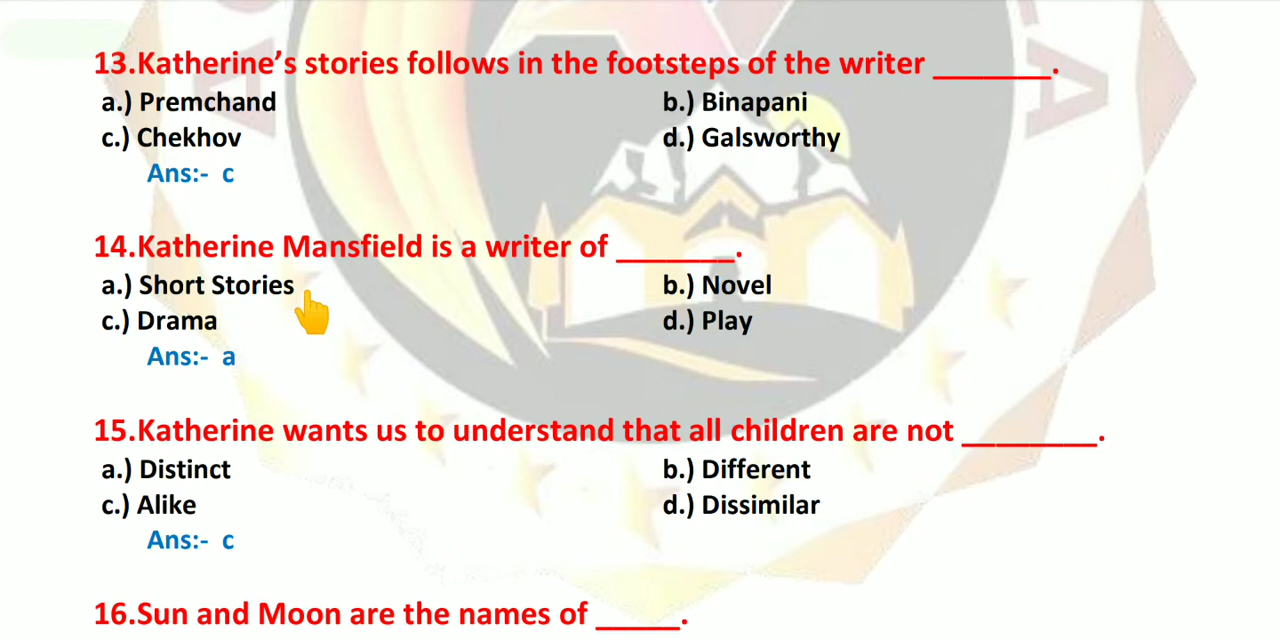 13.Katherine’s stories follows in the footsteps of the writer ________.
a.) Premchand b.) Binapani
c.) Chekhov d.) Galsworthy
Ans:- c
14.Katherine Mansfield is a writer of ________.
a.) Short Stories b.) Novel
c.) Drama d.) Play
Ans:- a
15.Katherine wants us to understand that all children are not _________.
a.) Distinct b.) Different
c.) Alike d.) Dissimilar
Ans:- c
16.Sun and Moon are the names of _____.